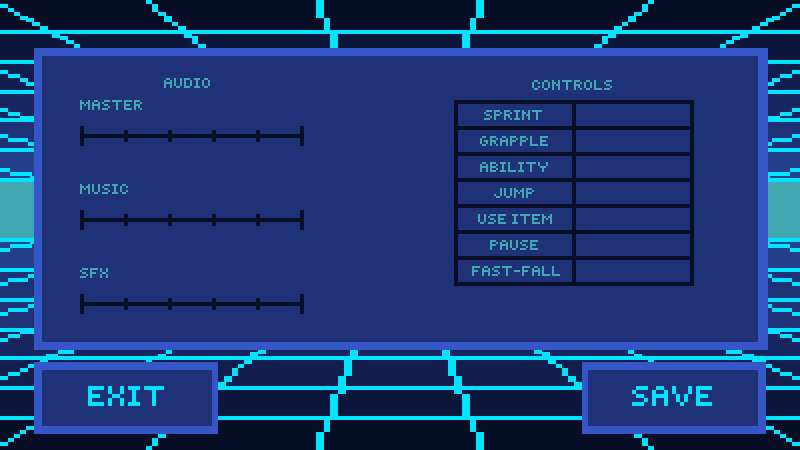 AUDIO
MASTER
MUSIC
SFX
CONTROLS
SPRINT
GRAPPLE
ABILITY
JUMP
USE ITEM
PAUSE
FAST-FALL
EXIT
SAVE